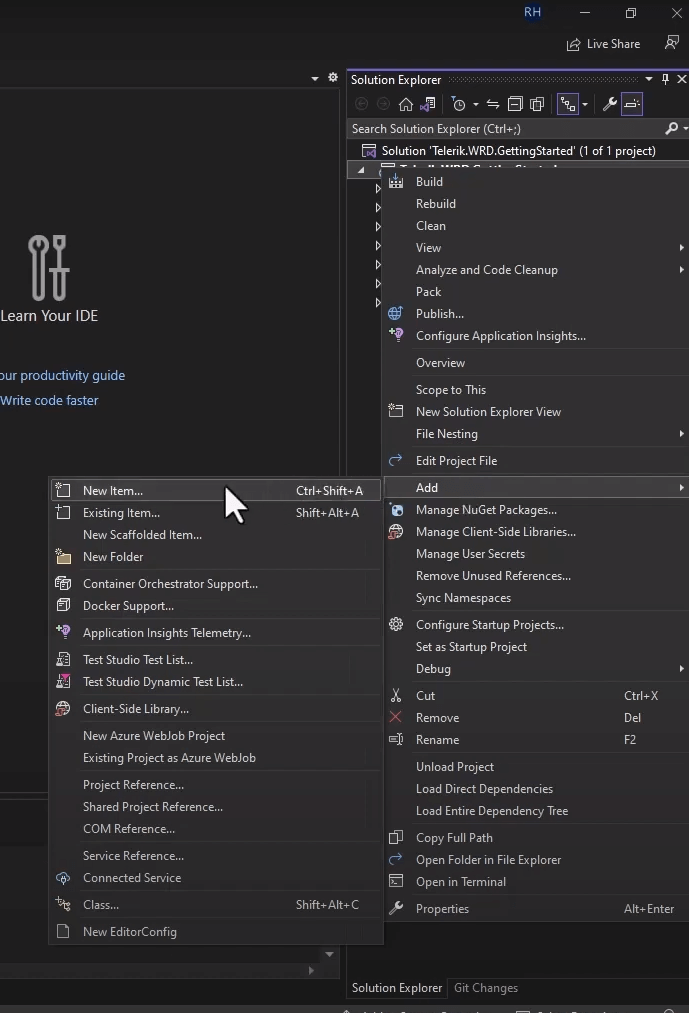 RH
Live Share
Solution Explorer
Search Solution Explorer (Ctrl+;)
Solution 'Telerik.WRD.GettingStarted' (1 of 1 project)
Build
Rebuild
Clean
View
Analyze and Code Cleanup
Pack
Publish...
Configure Application Insights...
Overview
Scope to This
New Solution Explorer View
File Nesting
Edit Project File
Add
Manage NuGet Packages...
Manage Client-Side Libraries...
Manage User Secrets
Remove Unused References...
Sync Namespaces
Configure Startup Projects...
Set as Startup Project
Debug
Cut Ctrl+X
Remove Del
Rename F2
Unload Project
Load Direct Dependencies
Load Entire Dependency Tree
Copy Full Path
Open Folder in File Explorer
Open in Terminal
Properties Alt+Enter
Learn Your IDE
our productivity guide
Write code faster
New Item... Ctrl+Shift+A
Existing Item... Shift+Alt+A
New Scaffolded Item...
New Folder
Container Orchestrator Support...
Docker Support...
Application Insights Telemetry...
Test Studio Test List...
Test Studio Dynamic Test List...
Client-Side Library...
New Azure WebJob Project
Existing Project as Azure WebJob
Project Reference...
Shared Project Reference...
COM Reference...
Service Reference...
Connected Service
Class... Shift+Alt+C
New EditorConfig
Solution Explorer Git Changes